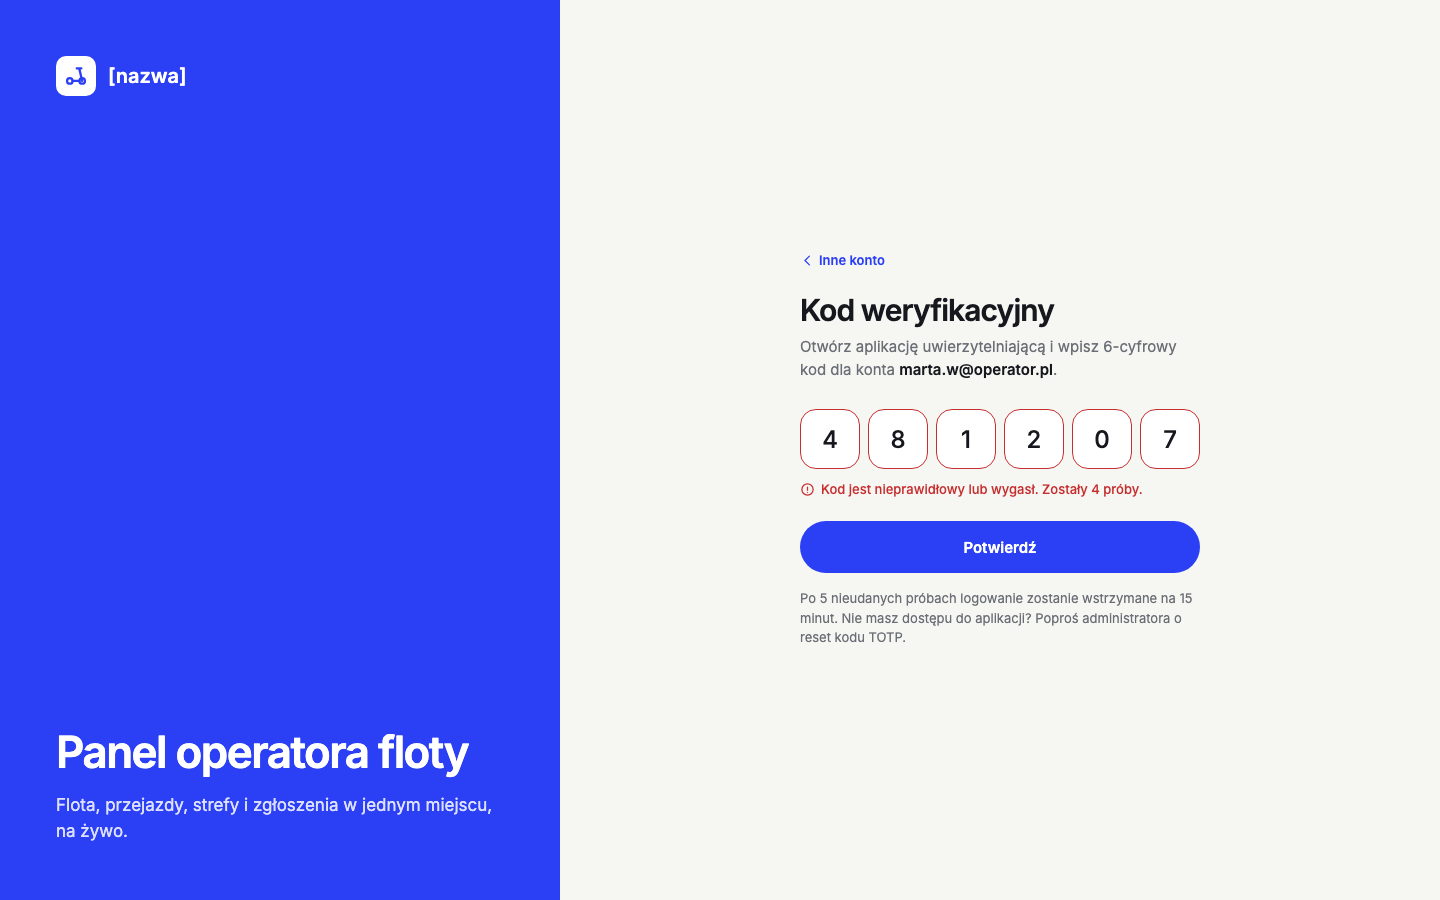 [nazwa]
Panel operatora floty
Flota, przejazdy, strefy i zgłoszenia w jednym miejscu,
na żywo.
Inne konto
Kod weryfikacyjny
Otwórz aplikację uwierzytelniającą i wpisz 6-cyfrowy
kod dla konta marta.w@operator.pl.
4 8 1 2 0 7
Kod jest nieprawidłowy lub wygasł. Zostały 4 próby.
Potwierdź
Po 5 nieudanych próbach logowanie zostanie wstrzymane na 15
minut. Nie masz dostępu do aplikacji? Poproś administratora o
reset kodu TOTP.